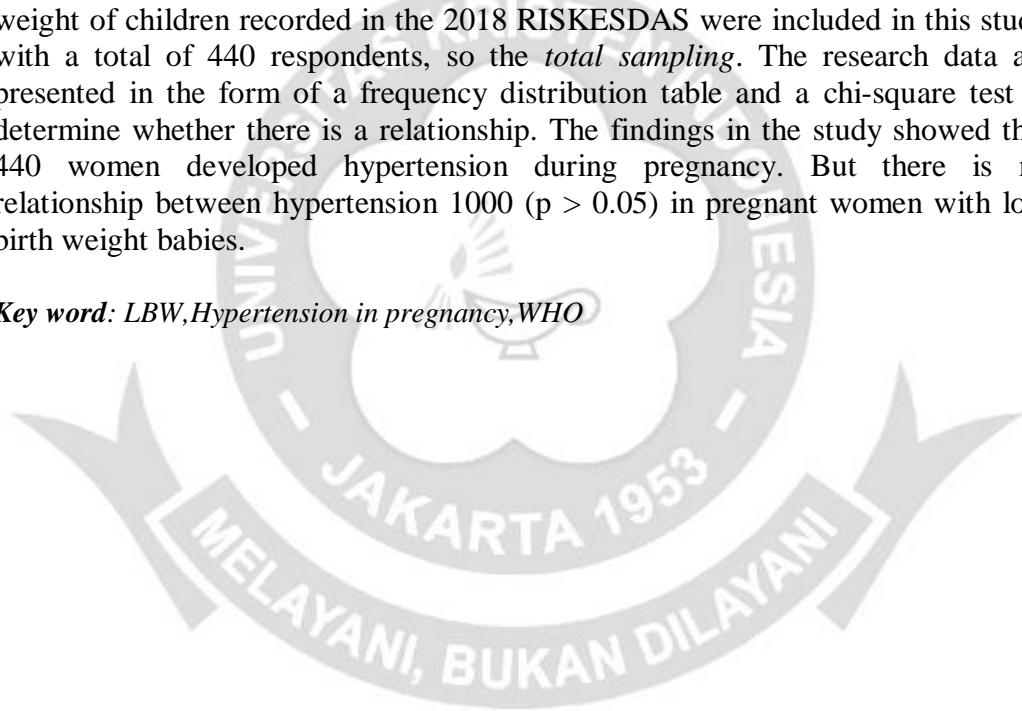 weight of children recorded in the 2018 RISKESDAS were included in this
with a total of 440 respondents, so the total sampling. The research data
presented in the form of a frequency distribution table and a chi-square test
determine whether there is a relationship. The findings in the study showed
440 women developed hypertension during pregnancy. But there is
relationship between hypertension 1000 (p > 0.05) in pregnant women with
birth weight babies.
Key word: LBW,Hypertension in pregnancy,WHO
UNIVERSITAS KRISTEN INDONESIA
- JAKARTA 1953 -
MELAYANI, BUKAN DILAYANI